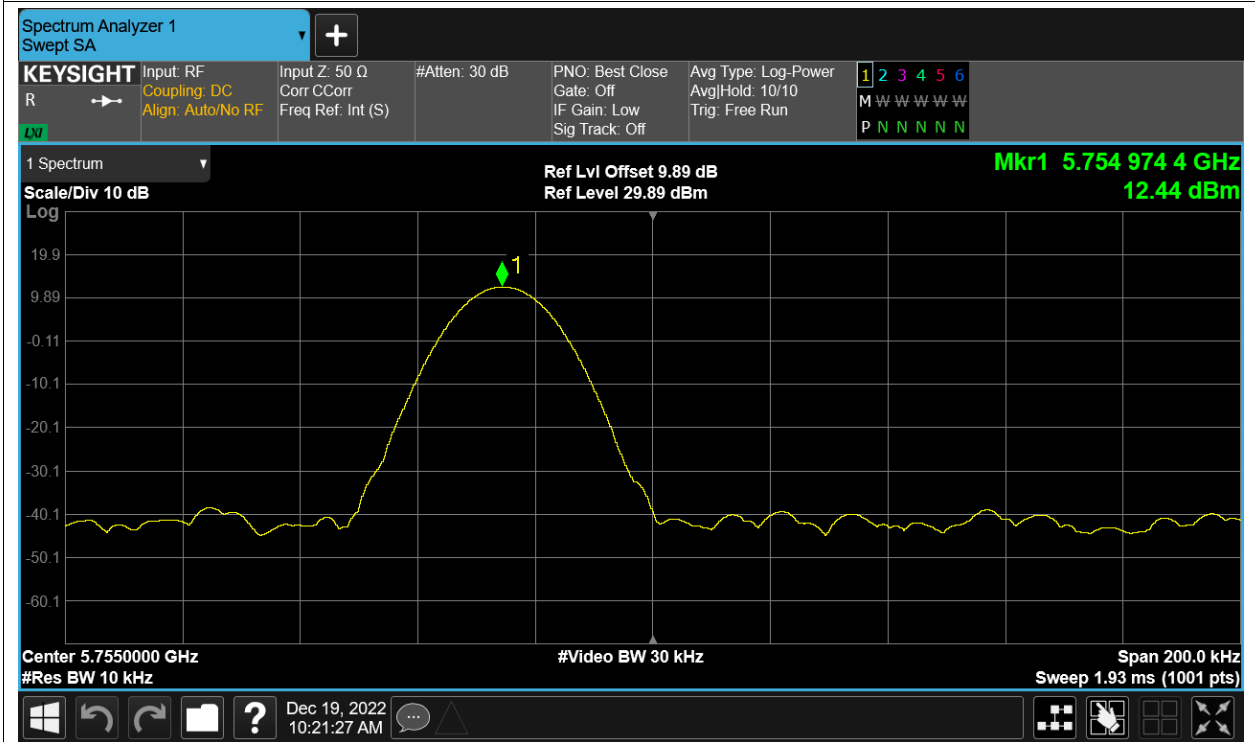 Spectrum Analyzer 1
Swept SA
+
KEYSIGHT
R
LXI
Input: RF
Coupling: DC
Align: Auto/No RF
Input Z: 50 Ω
Corr CCorr
Freq Ref: Int (S)
#Atten: 30 dB
PNO: Best Close
Gate: Off
IF Gain: Low
Sig Track: Off
Avg Type: Log-Power
Avg|Hold: 10/10
Trig: Free Run
1 2 3 4 5 6
M W W W W W
P N N N N N
1 Spectrum
Scale/Div 10 dB
Log
Ref Lvl Offset 9.89 dB
Ref Level 29.89 dBm
Mkr1 5.754 974 4 GHz
12.44 dBm
1
19.9
9.89
-0.11
-10.1
-20.1
-30.1
-40.1
-50.1
-60.1
Center 5.7550000 GHz
#Res BW 10 kHz
#Video BW 30 kHz
Span 200.0 kHz
Sweep 1.93 ms (1001 pts)
?
Dec 19, 2022
10:21:27 AM